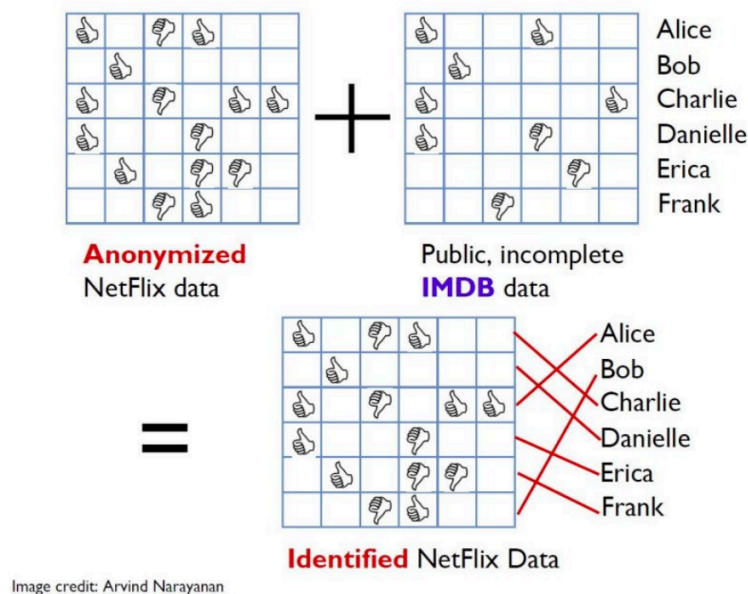 Alice
Bob
Charlie
Danielle
Erica
Frank
Anonymized
NetFlix data
Public, incomplete
IMDB data
Alice
Bob
Charlie
Danielle
Erica
Frank
Identified NetFlix Data
Image credit: Arvind Narayanan